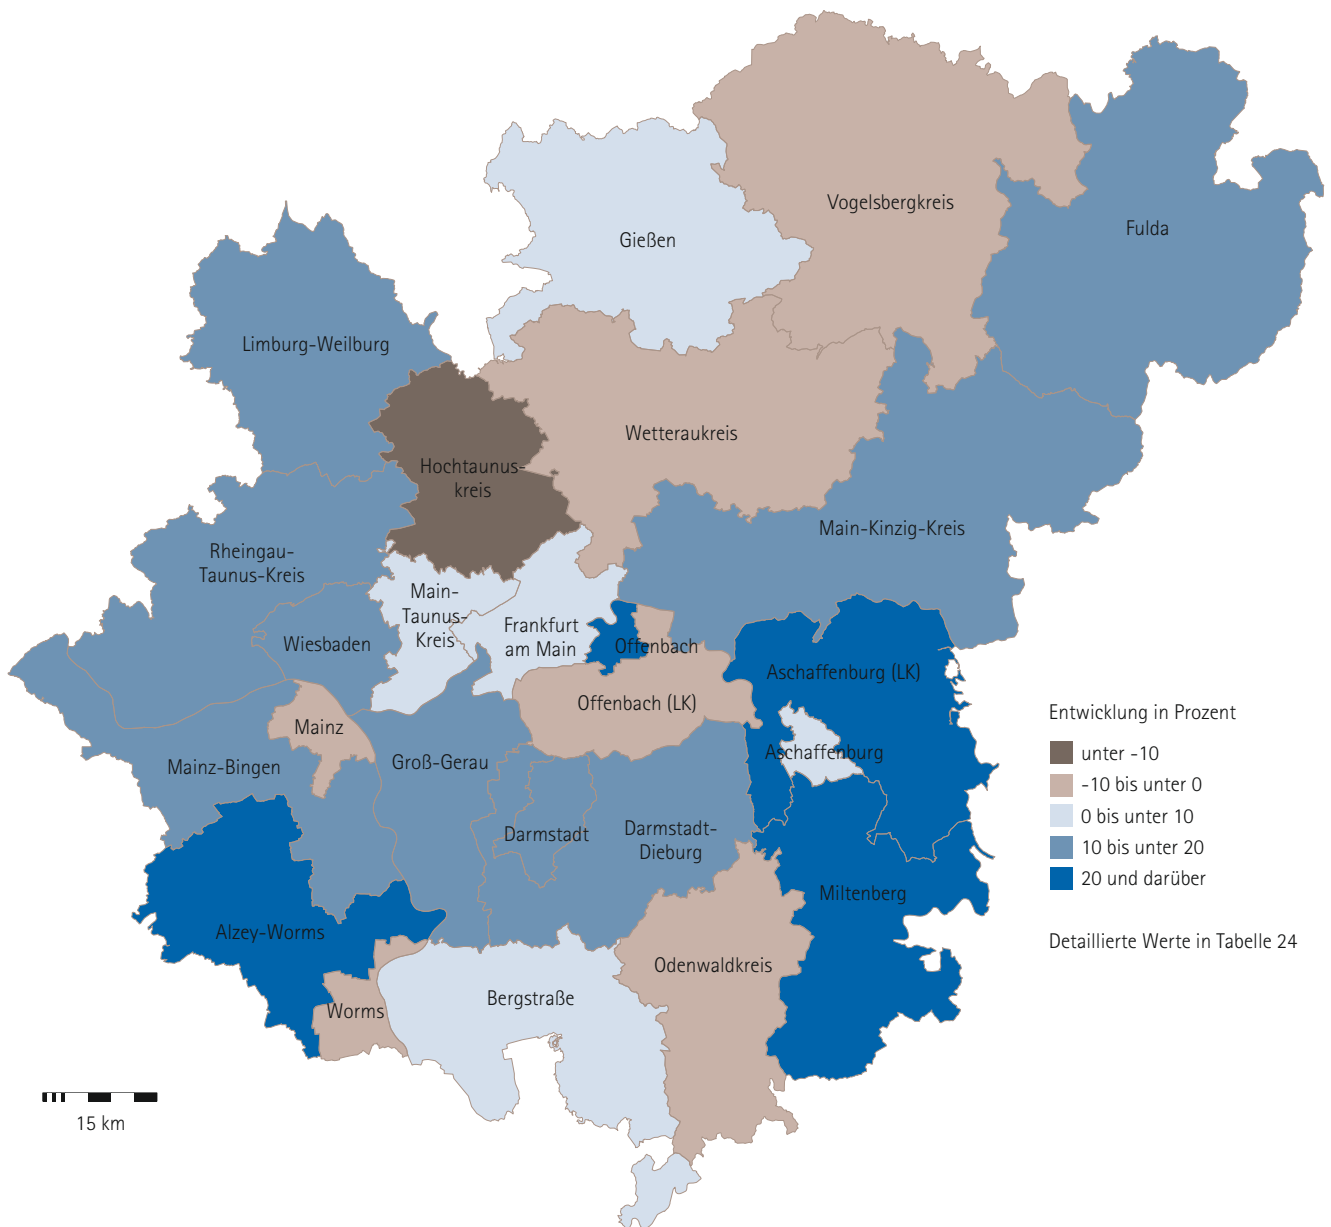 Vogelsbergkreis
Fulda
Gießen
Limburg-Weilburg
Wetteraukreis
Hochtaunus-
kreis
Main-Kinzig-Kreis
Rheingau-
Taunus-Kreis
Main-
Taunus-
Kreis
Frankfurt
am Main
Wiesbaden
Offenbach
Aschaffenburg (LK)
Offenbach (LK)
Mainz
Mainz-Bingen
Groß-Gerau
Aschaffenburg
Darmstadt
Darmstadt-
Dieburg
Miltenberg
Alzey-Worms
Odenwaldkreis
Bergstraße
Worms
Entwicklung in Prozent
unter -10
-10 bis unter 0
0 bis unter 10
10 bis unter 20
20 und darüber
Detaillierte Werte in Tabelle 24
15 km